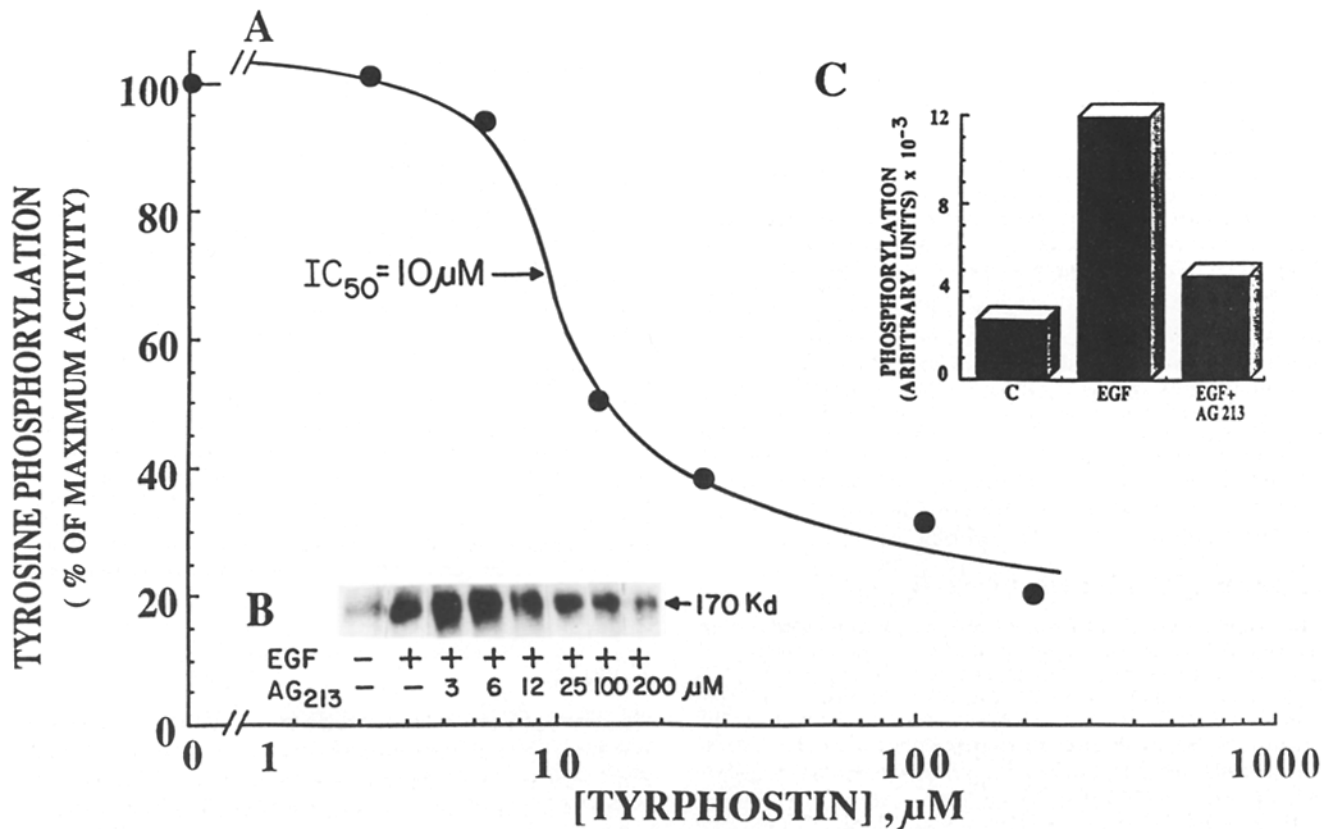 A
TYROSINE PHOSPHORYLATION
( % OF MAXIMUM ACTIVITY)
100
80
60
40
20
0
IC50=10µM
C
PHOSPHORYLATION
(ARBITRARY UNITS) x 10-3
12
8
4
0
C EGF EGF+
AG 213
B
170 Kd
EGF - + + + + + + +
AG213 - - 3 6 12 25 100 200 µM
0 1 10 100 1000
[TYRPHOSTIN] , µM